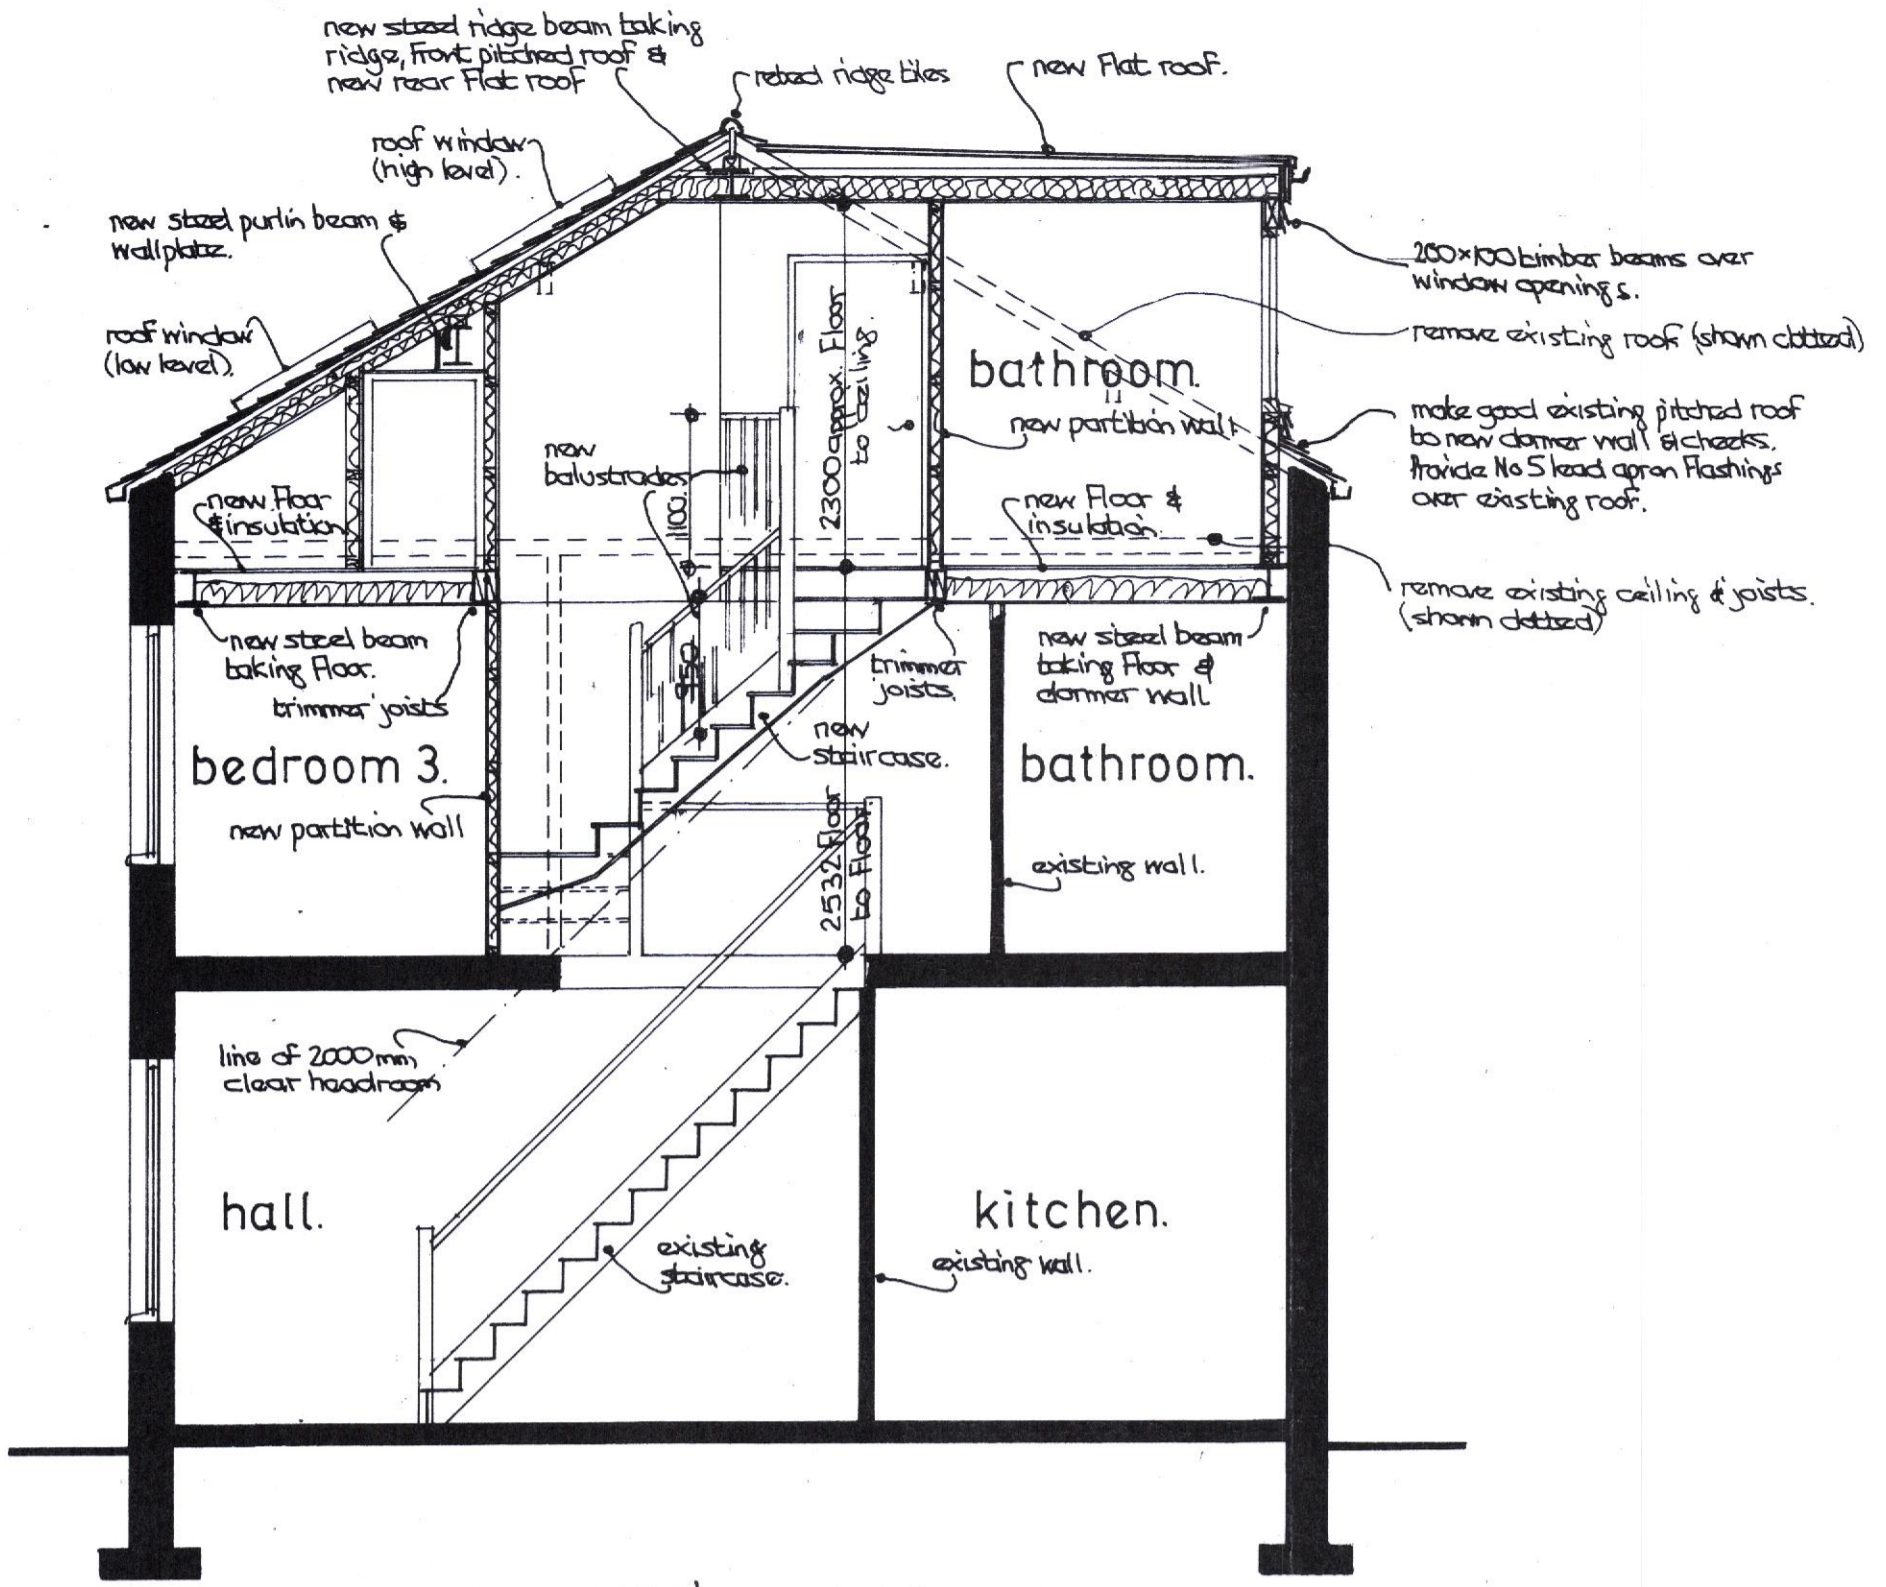 new steel ridge beam taking
ridge, front pitched roof &
new rear flat roof
rebed ridge tiles
new flat roof.
roof window
(high level).
new steel purlin beam &
wallplate.
roof window
(low level).
200x100 timber beams over
window openings.
remove existing roof (shown dotted)
make good existing pitched roof
to new dormer wall & cheeks.
Provide No 5 lead apron flashings
over existing roof.
remove existing ceiling & joists.
(shown dotted)
bathroom.
new partition wall
new floor &
insulation.
2300 approx. floor
to ceiling.
new
balustrades
1100.
new floor
& insulation
new steel beam
taking floor.
trimmer joists
950
trimmer
joists.
new steel beam
taking floor &
dormer wall
bedroom 3.
new partition wall
new
staircase.
bathroom.
2532 floor
to floor
existing wall.
line of 2000mm
clear headroom
hall.
existing
staircase.
kitchen.
existing wall.